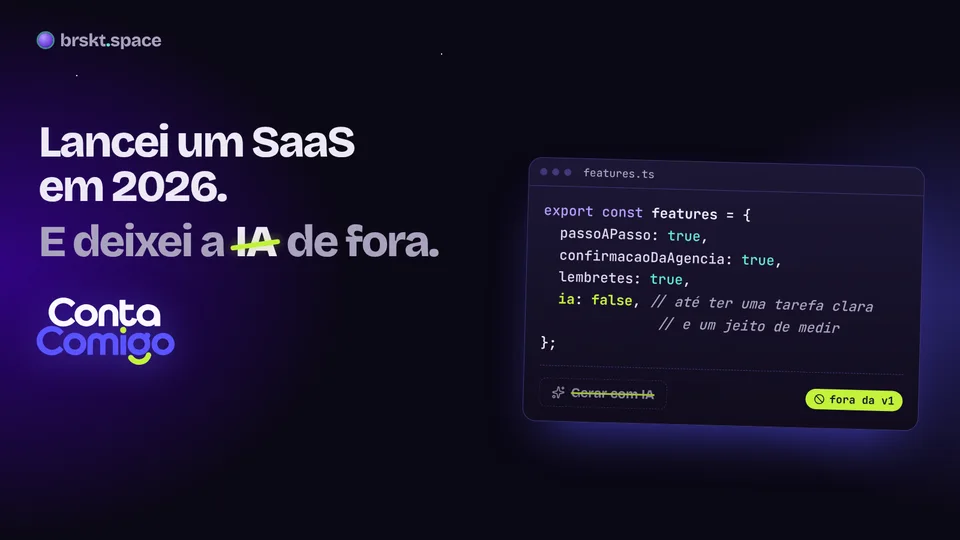 brskt.space
Lancei um SaaS
em 2026.
E deixei a IA de fora.
Conta
Comigo
features.ts
export const features = {
passoAPasso: true,
confirmacaoDaAgencia: true,
lembretes: true,
ia: false, // até ter uma tarefa clara
// e um jeito de medir
};
Gerar com IA
fora da v1